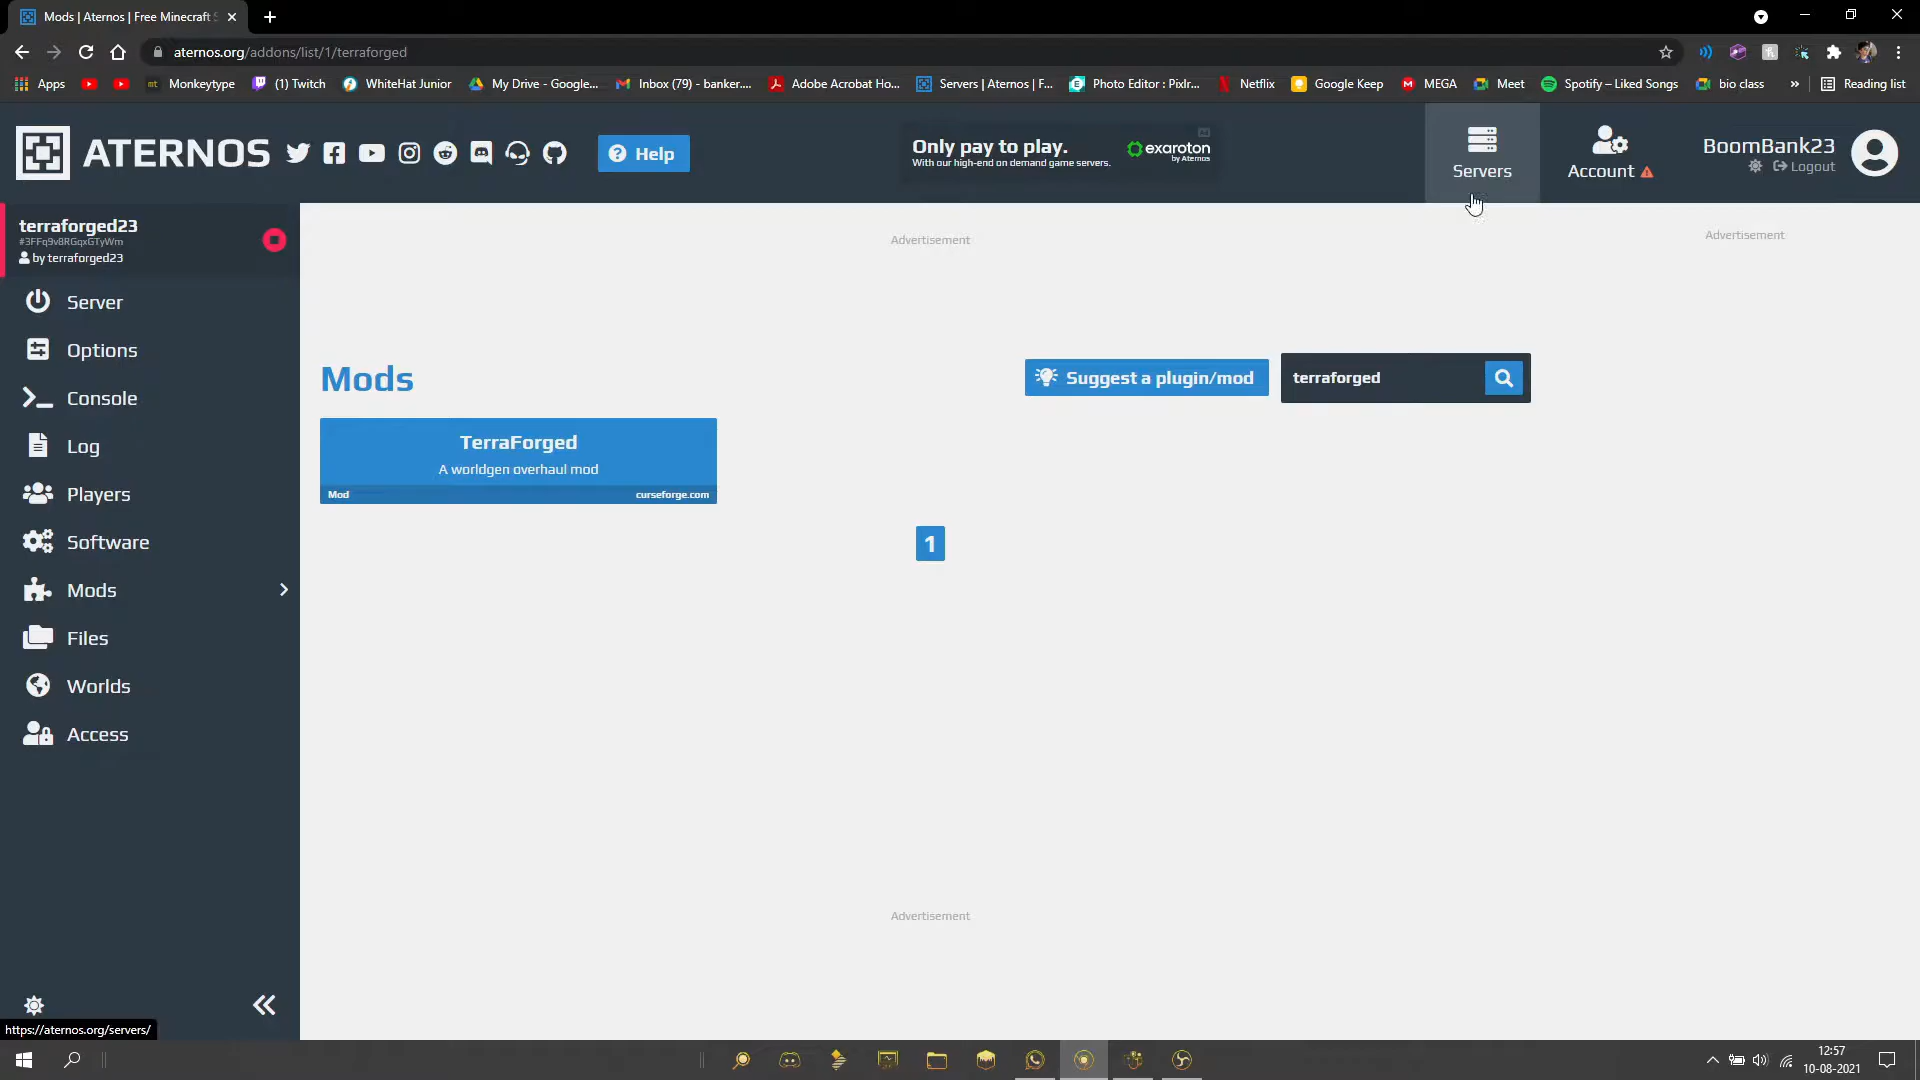 Mods | Aternos | Free Minecraft S
aternos.org/addons/list/1/terraforged
Apps
Monkeytype
(1) Twitch
WhiteHat Junior
My Drive - Google...
Inbox (79) - banker....
Adobe Acrobat Ho...
Servers | Aternos | F...
Photo Editor : Pixlr...
Netflix
Google Keep
MEGA
Meet
Spotify – Liked Songs
bio class
»
Reading list
ATERNOS
Help
Only pay to play.
With our high-end on demand game servers.
exaroton
by Aternos
Ad
Servers
Account
BoomBank23
Logout
terraforged23
#3FFq9v8RGqxGTyWm
by terraforged23
Server
Options
Console
Log
Players
Software
Mods
Files
Worlds
Access
Advertisement
Advertisement
Mods
Suggest a plugin/mod
terraforged
TerraForged
A worldgen overhaul mod
Mod
curseforge.com
1
Advertisement
https://aternos.org/servers/
12:57
10-08-2021